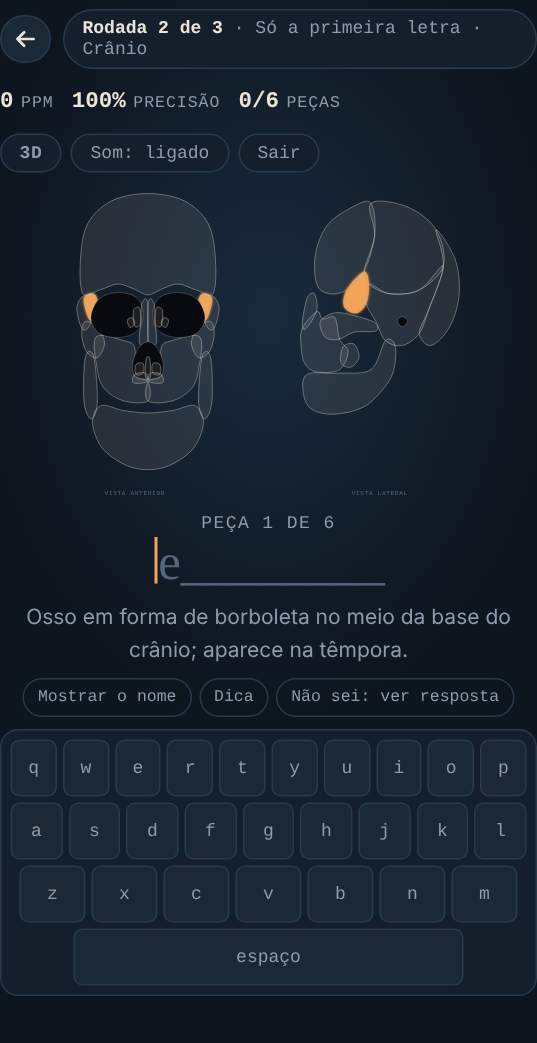 Rodada 2 de 3 · Só a primeira letra ·
Crânio
0 PPM 100% PRECISÃO 0/6 PEÇAS
3D Som: ligado Sair
VISTA ANTERIOR VISTA LATERAL
PEÇA 1 DE 6
e
Osso em forma de borboleta no meio da base do
crânio; aparece na têmpora.
Mostrar o nome Dica Não sei: ver resposta
q w e r t y u i o p
a s d f g h j k l
z x c v b n m
espaço